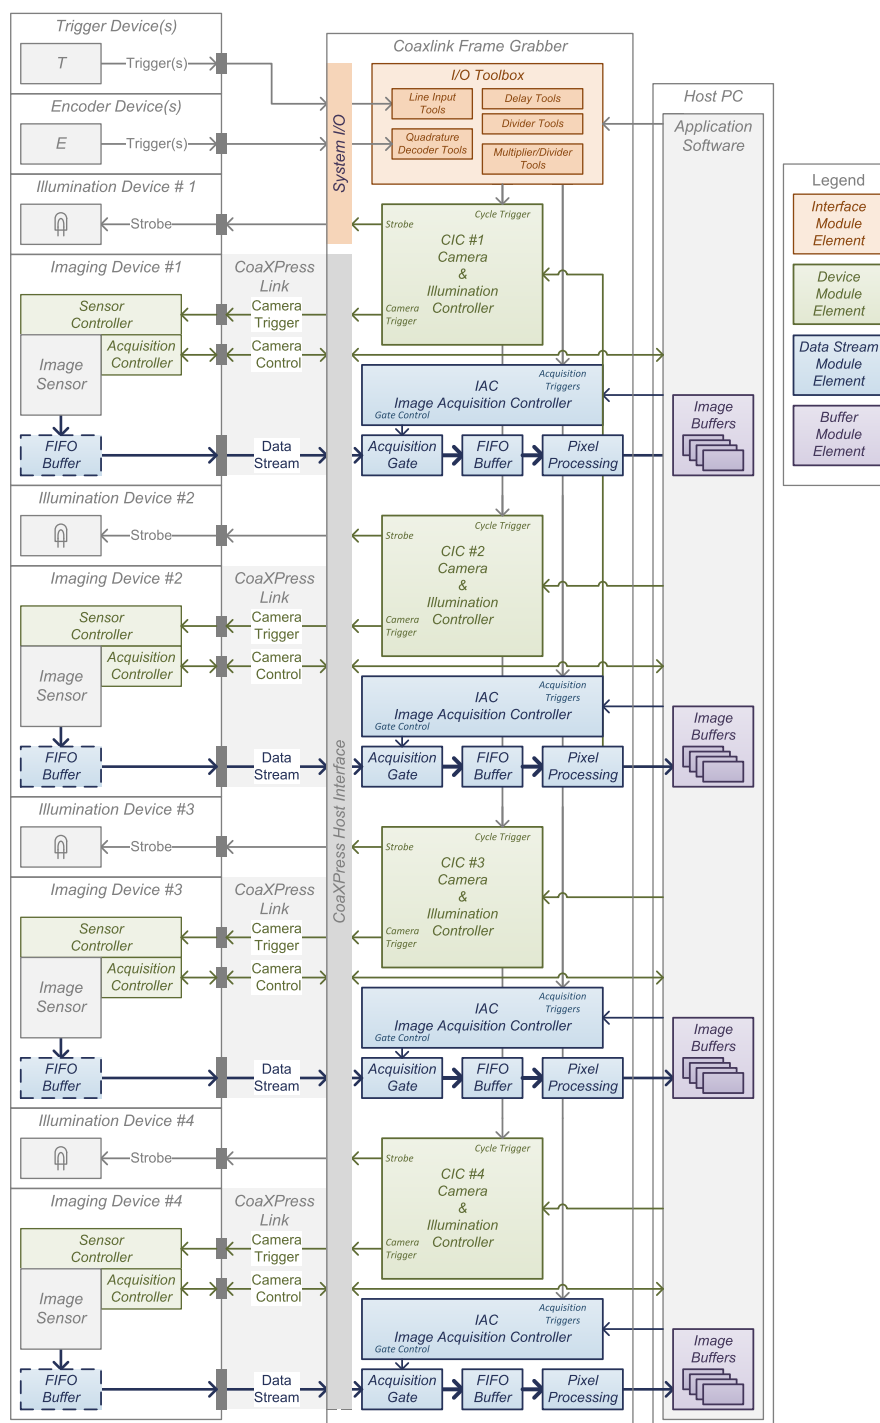 Trigger Device(s)
T
Trigger(s)
Encoder Device(s)
E
Trigger(s)
Illumination Device # 1
Strobe
Imaging Device #1
Sensor
Controller
Acquisition
Controller
Image
Sensor
FIFO
Buffer
CoaXPress
Link
Camera
Trigger
Camera
Control
Data
Stream
Illumination Device #2
Strobe
Imaging Device #2
Sensor
Controller
Acquisition
Controller
Image
Sensor
FIFO
Buffer
CoaXPress
Link
Camera
Trigger
Camera
Control
Data
Stream
Illumination Device #3
Strobe
Imaging Device #3
Sensor
Controller
Acquisition
Controller
Image
Sensor
FIFO
Buffer
CoaXPress
Link
Camera
Trigger
Camera
Control
Data
Stream
Illumination Device #4
Strobe
Imaging Device #4
Sensor
Controller
Acquisition
Controller
Image
Sensor
FIFO
Buffer
CoaXPress
Link
Camera
Trigger
Camera
Control
Data
Stream
Coaxlink Frame Grabber
System I/O
CoaXPress Host Interface
I/O Toolbox
Line Input
Tools
Quadrature
Decoder Tools
Delay Tools
Divider Tools
Multiplier/Divider
Tools
Cycle Trigger
Strobe
CIC #1
Camera
&
Illumination
Controller
Camera
Trigger
Acquisition
Triggers
IAC
Image Acquisition Controller
Gate Control
Acquisition
Gate
FIFO
Buffer
Pixel
Processing
Cycle Trigger
Strobe
CIC #2
Camera
&
Illumination
Controller
Camera
Trigger
Acquisition
Triggers
IAC
Image Acquisition Controller
Gate Control
Acquisition
Gate
FIFO
Buffer
Pixel
Processing
Cycle Trigger
Strobe
CIC #3
Camera
&
Illumination
Controller
Camera
Trigger
Acquisition
Triggers
IAC
Image Acquisition Controller
Gate Control
Acquisition
Gate
FIFO
Buffer
Pixel
Processing
Cycle Trigger
Strobe
CIC #4
Camera
&
Illumination
Controller
Camera
Trigger
Acquisition
Triggers
IAC
Image Acquisition Controller
Gate Control
Acquisition
Gate
FIFO
Buffer
Pixel
Processing
Host PC
Application
Software
Image
Buffers
Image
Buffers
Image
Buffers
Image
Buffers
Legend
Interface
Module
Element
Device
Module
Element
Data Stream
Module
Element
Buffer
Module
Element